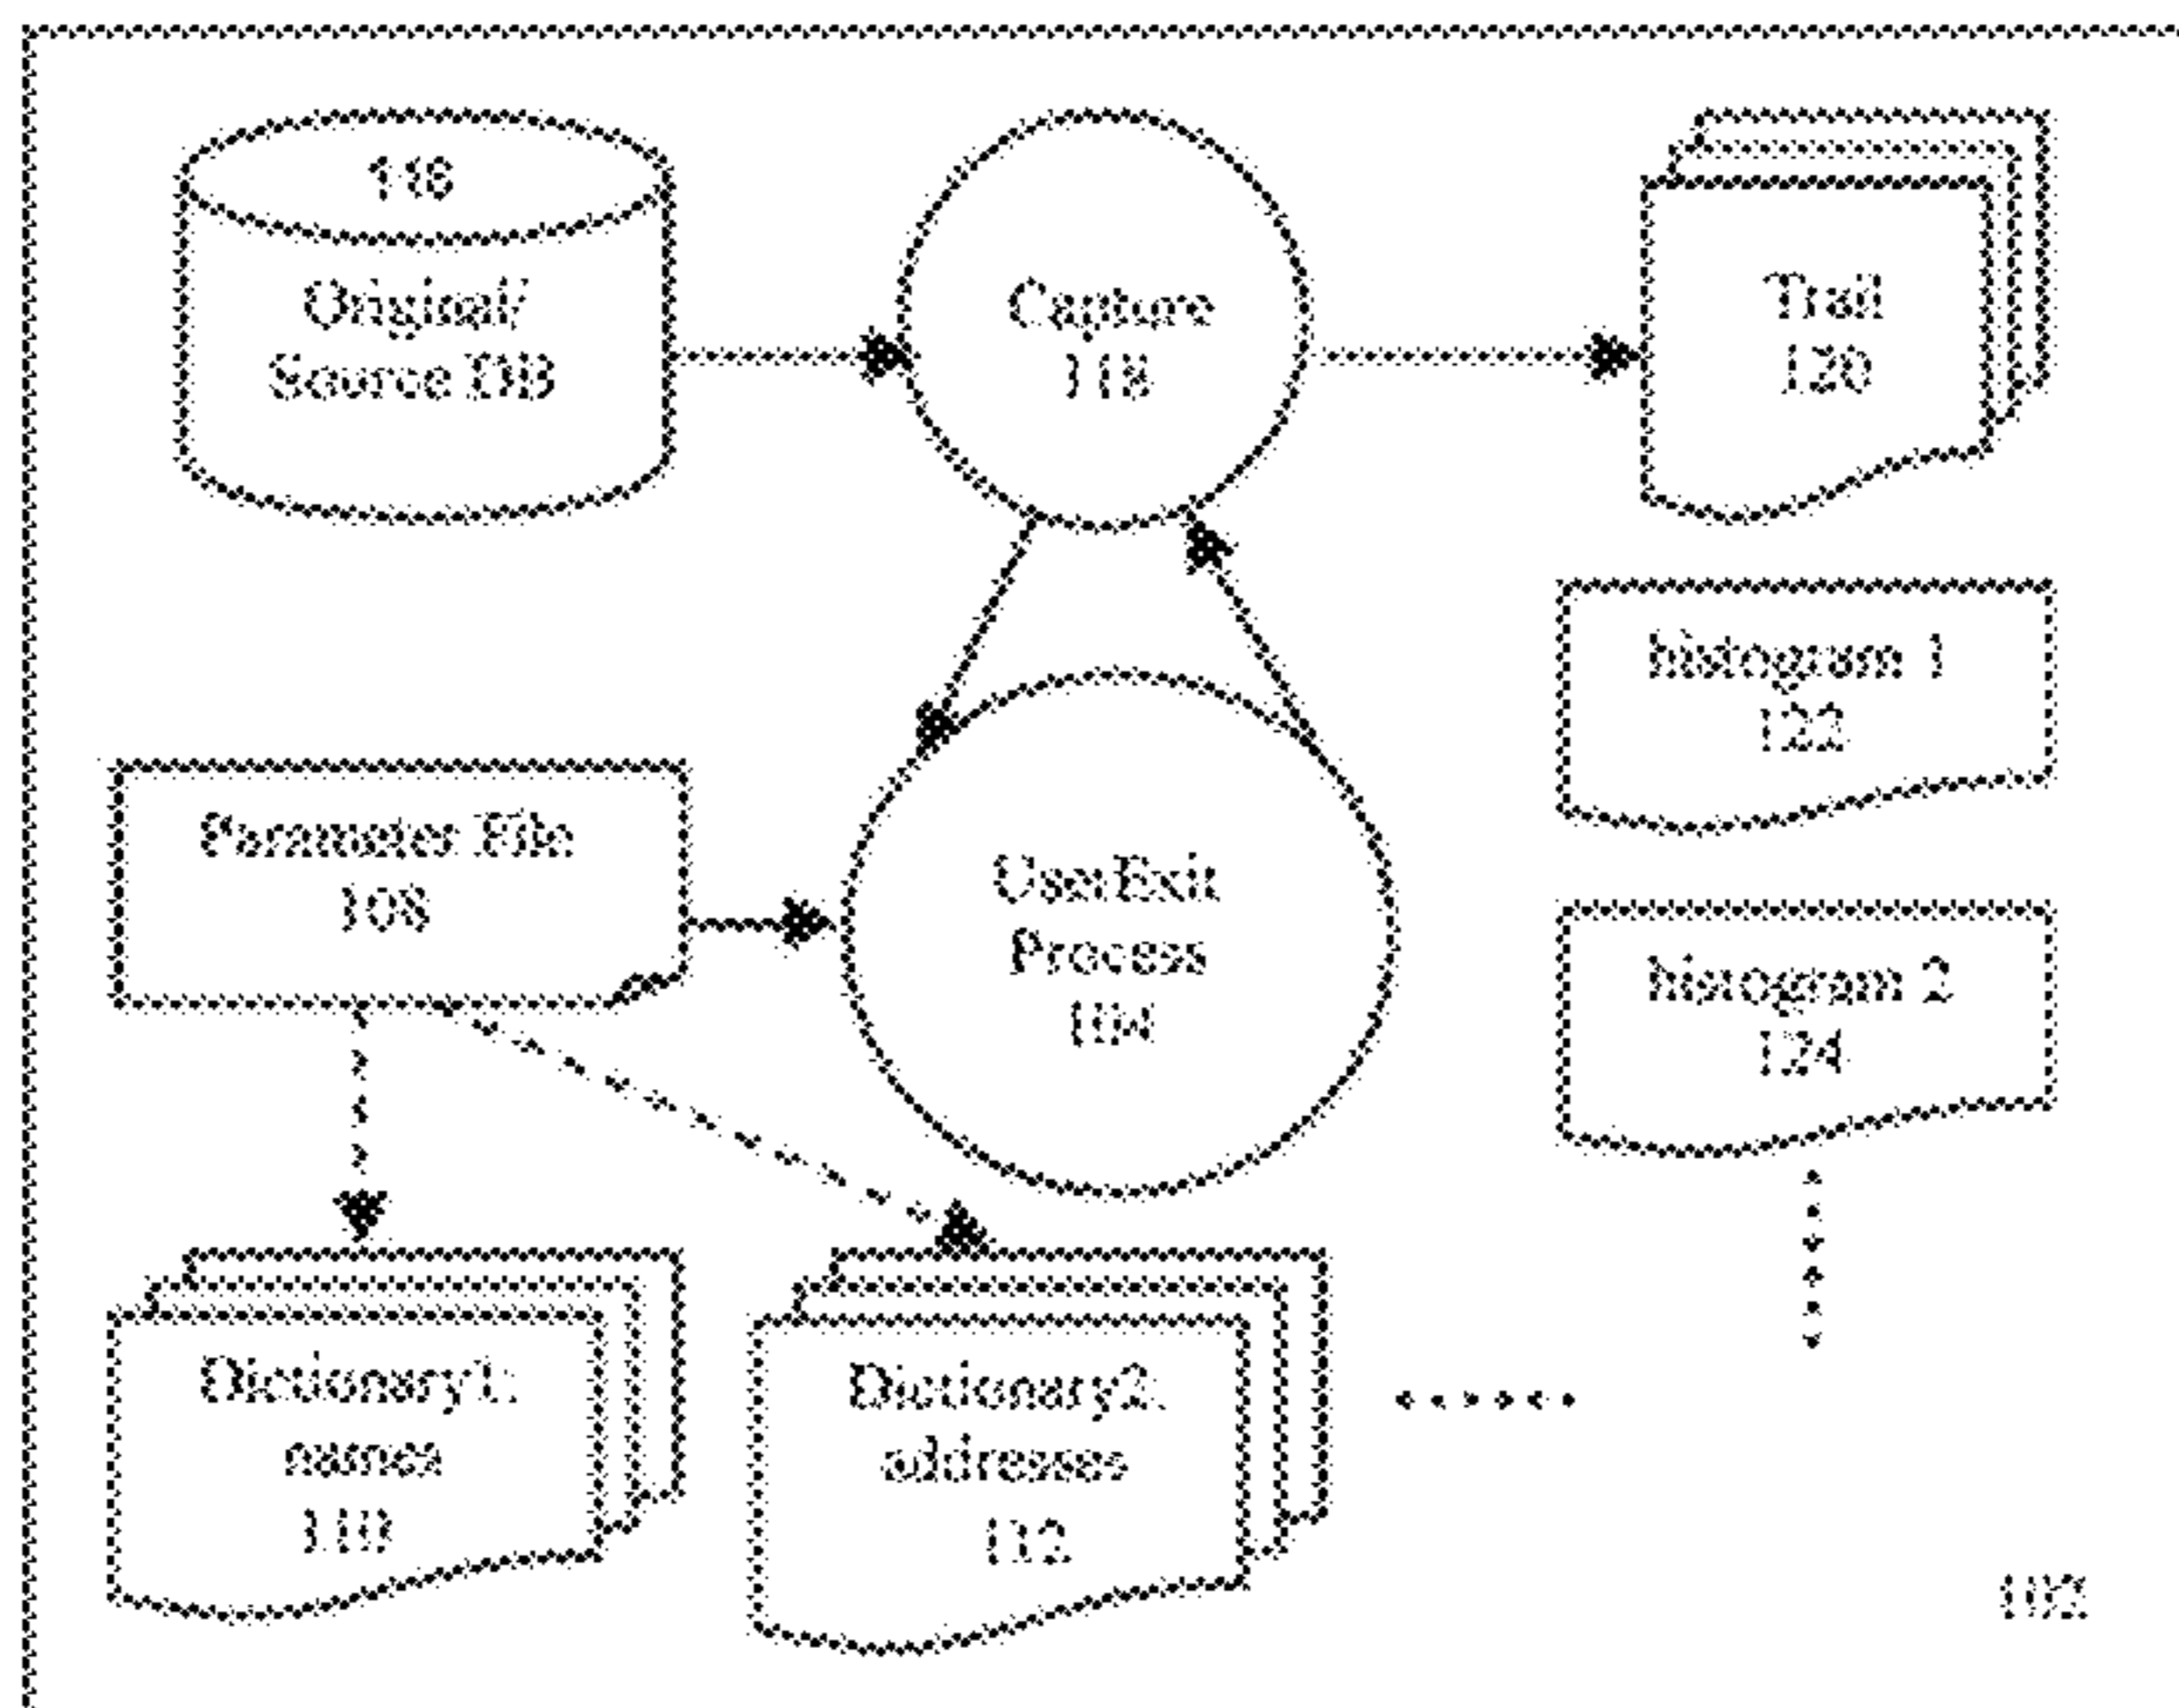 Original/
Source DB
Capture
118
Trail
120
histogram 1
122
Parameter File
108
UserExit
Process
104
histogram 2
124
Dictionary1:
names
110
Dictionary2:
addresses
112
102